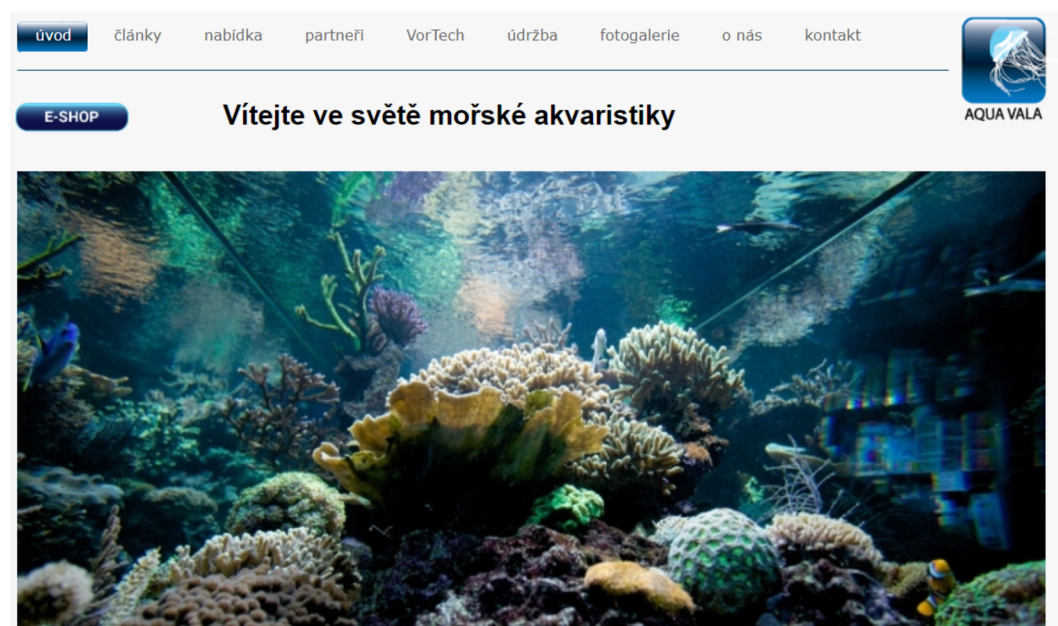 úvod články nabídka partneři VorTech údržba fotogalerie o nás kontakt
AQUA VALA
E-SHOP
Vítejte ve světě mořské akvaristiky